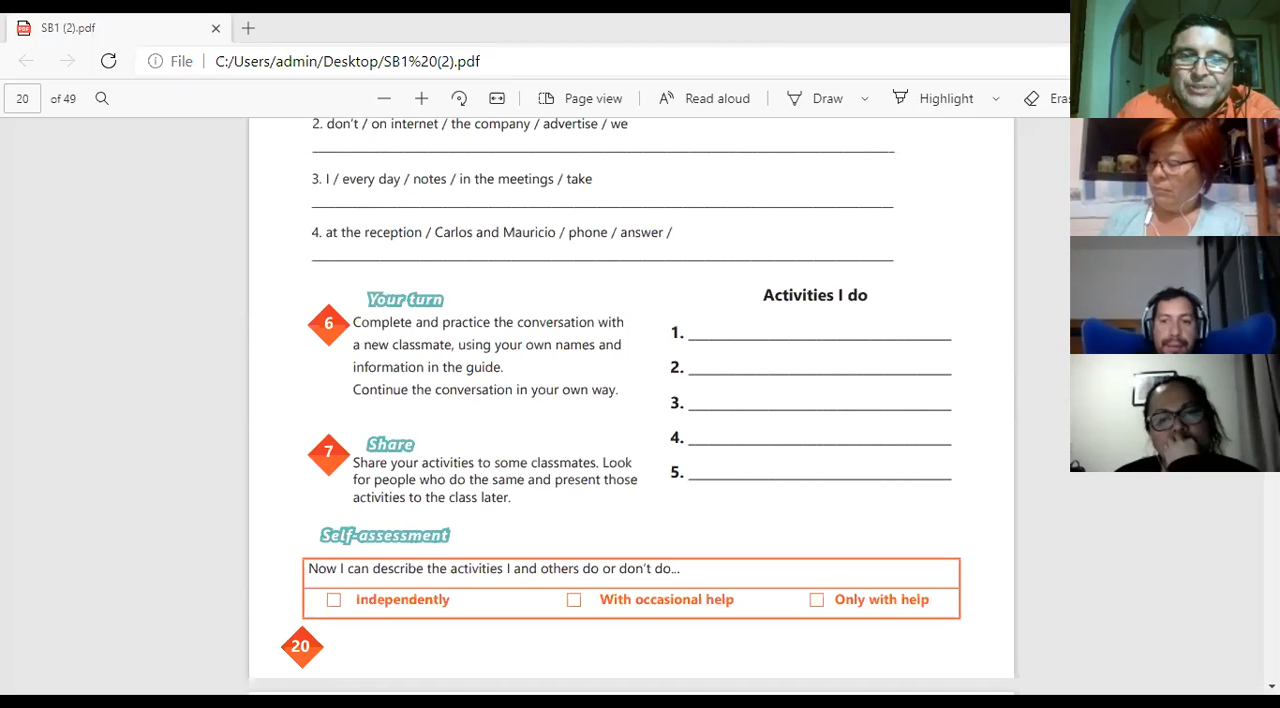 SB1 (2).pdf
File
C:/Users/admin/Desktop/SB1%20(2).pdf
20 of 49
Page view
Read aloud
Draw
Highlight
Eras
2. don't / on internet / the company / advertise / we
3. I / every day / notes / in the meetings / take
4. at the reception / Carlos and Mauricio / phone / answer /
6
Your turn
Complete and practice the conversation with
a new classmate, using your own names and
information in the guide.
Continue the conversation in your own way.
Activities I do
1.
2.
3.
4.
5.
7
Share
Share your activities to some classmates. Look
for people who do the same and present those
activities to the class later.
Self-assessment
Now I can describe the activities I and others do or don't do...
Independently
With occasional help
Only with help
20